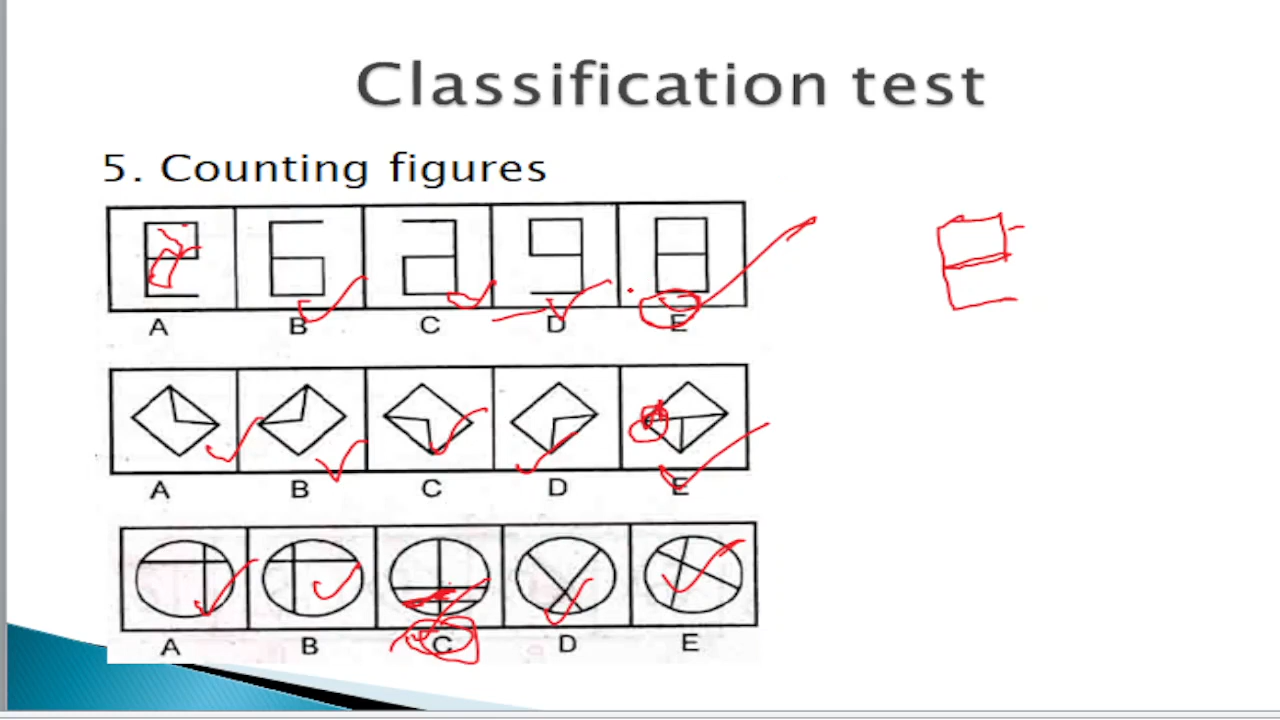 Classification test
5. Counting figures
A B C D E
A B C D E
A B C D E